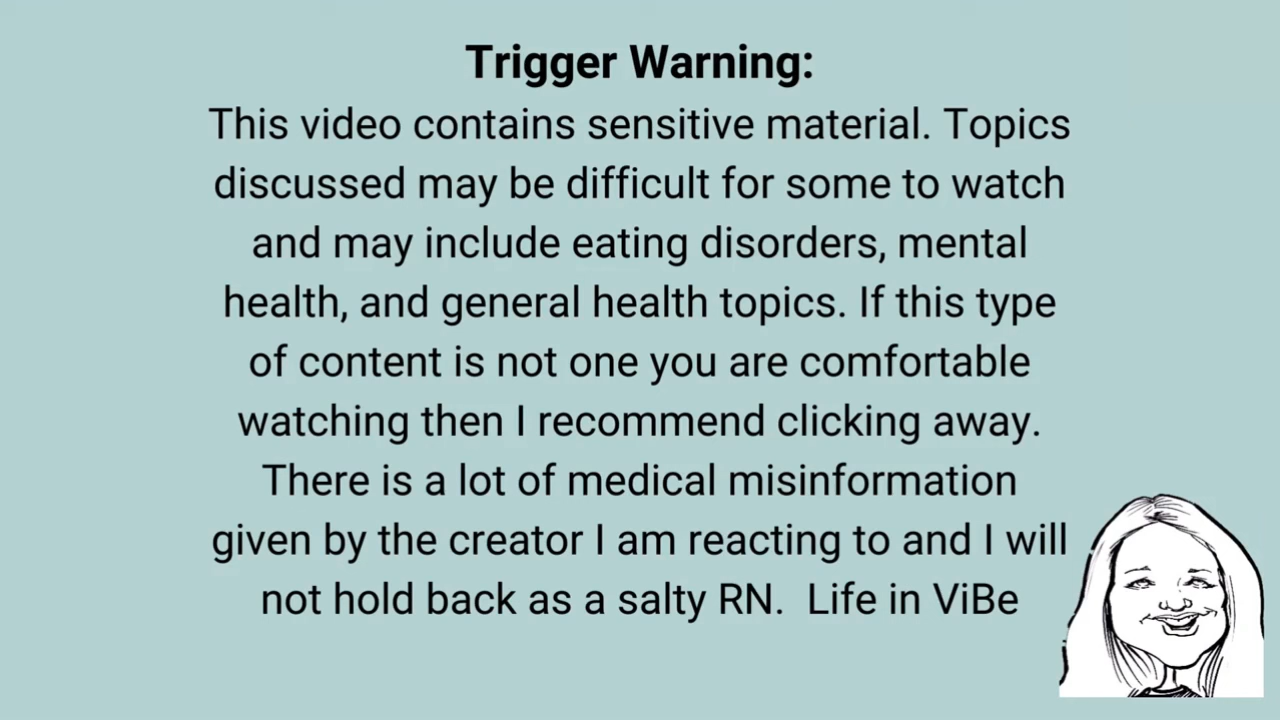 Trigger Warning:
This video contains sensitive material. Topics
discussed may be difficult for some to watch
and may include eating disorders, mental
health, and general health topics. If this type
of content is not one you are comfortable
watching then I recommend clicking away.
There is a lot of medical misinformation
given by the creator I am reacting to and I will
not hold back as a salty RN.  Life in ViBe